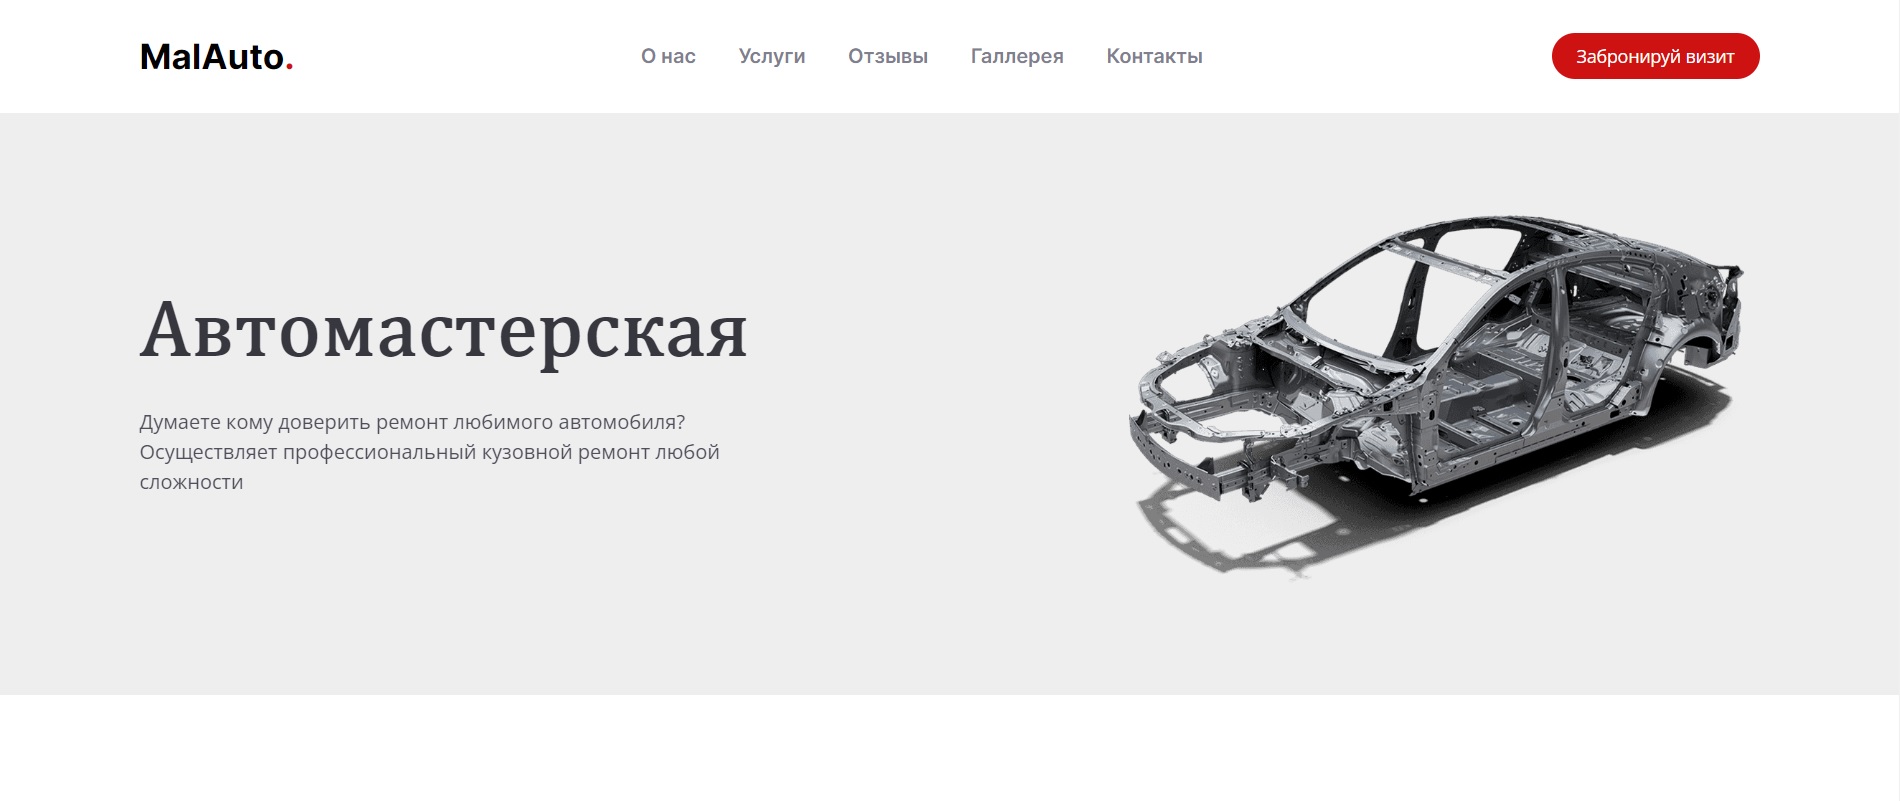 MalAuto.
О нас
Услуги
Отзывы
Галлерея
Контакты
Забронируй визит
Автомастерская
Думаете кому доверить ремонт любимого автомобиля?
Осуществляет профессиональный кузовной ремонт любой
сложности